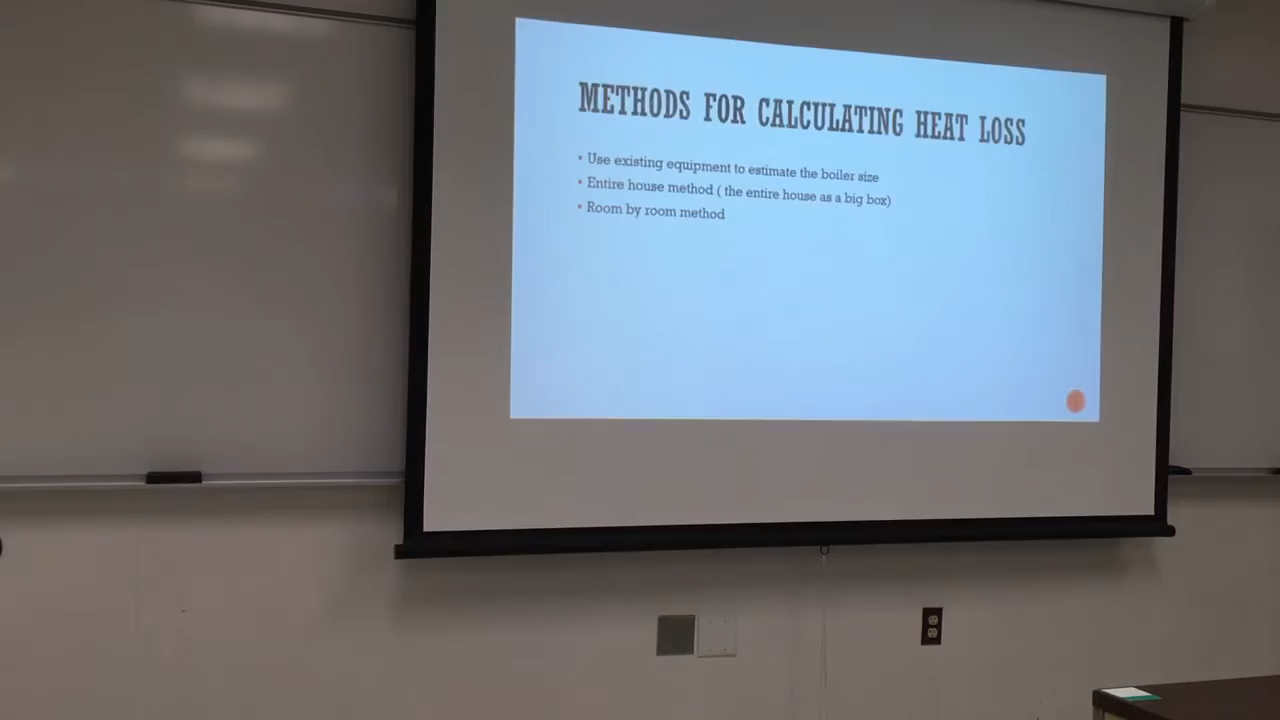 METHODS FOR CALCULATING HEAT LOSS
• Use existing equipment to estimate the boiler size
• Entire house method ( the entire house as a big box)
• Room by room method